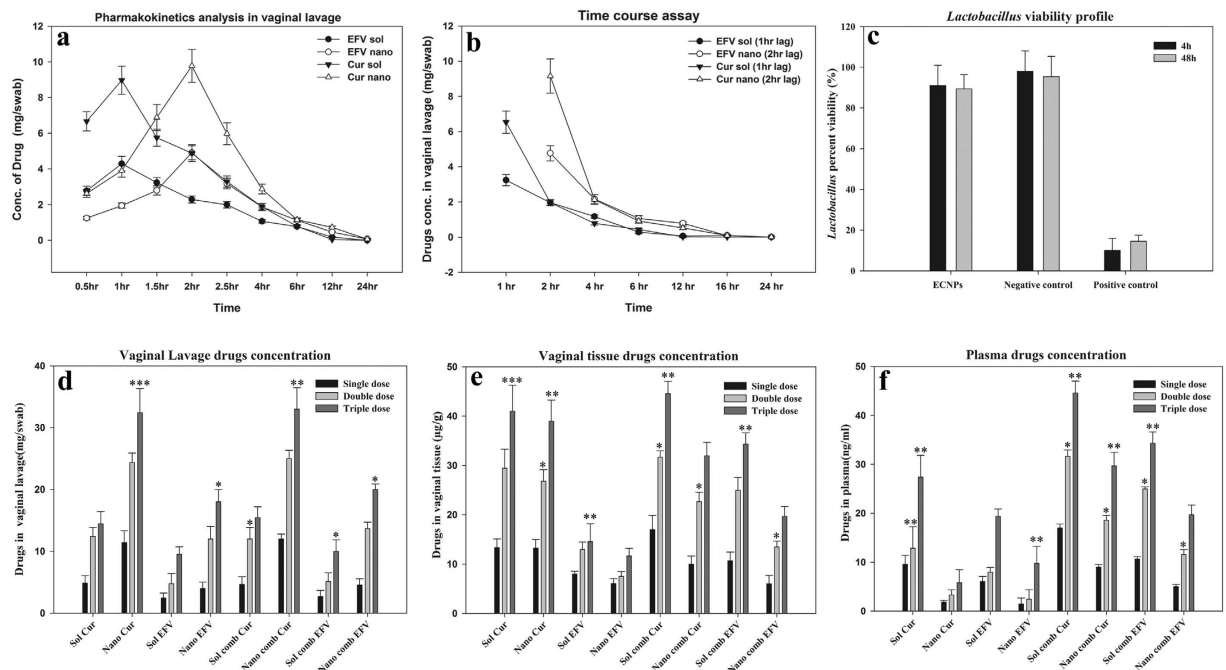 Pharmakokinetics analysis in vaginal lavage
a
EFV sol
EFV nano
Cur sol
Cur nano
Conc. of Drug (mg/swab)
12
10
8
6
4
2
0
0.5hr 1hr 1.5hr 2hr 2.5hr 4hr 6hr 12hr 24hr
Time
Time course assay
b
EFV sol (1hr lag)
EFV nano (2hr lag)
Cur sol (1hr lag)
Cur nano (2hr lag)
Drugs conc. in vaginal lavage (mg/swab)
12
10
8
6
4
2
0
-2
1 hr 2 hr 4 hr 6 hr 12 hr 16 hr 24 hr
Time
Lactobacillus viability profile
c
4h
48h
Lactobacillus percent viability (%)
120
100
80
60
40
20
0
ECNPs Negative control Positive control
Vaginal Lavage drugs concentration
d
Single dose
Double dose
Triple dose
Drugs in vaginal lavage(mg/swab)
40
30
20
10
0
***
*
*
**
*
*
Sol Cur
Nano Cur
Sol EFV
Nano EFV
Sol comb Cur
Nano comb Cur
Sol comb EFV
Nano comb EFV
Vaginal tissue drugs concentration
e
Single dose
Double dose
Triple dose
Drugs in vaginal tissue (µg/g)
50
40
30
20
10
0
***
*
**
**
*
**
*
**
*
Sol Cur
Nano Cur
Sol EFV
Nano EFV
Sol comb Cur
Nano comb Cur
Sol comb EFV
Nano comb EFV
Plasma drugs concentration
f
Single dose
Double dose
Triple dose
Drugs in plasma(ng/ml)
50
40
30
20
10
0
**
**
**
*
**
*
**
*
**
*
Sol Cur
Nano Cur
Sol EFV
Nano EFV
Sol comb Cur
Nano comb Cur
Sol comb EFV
Nano comb EFV